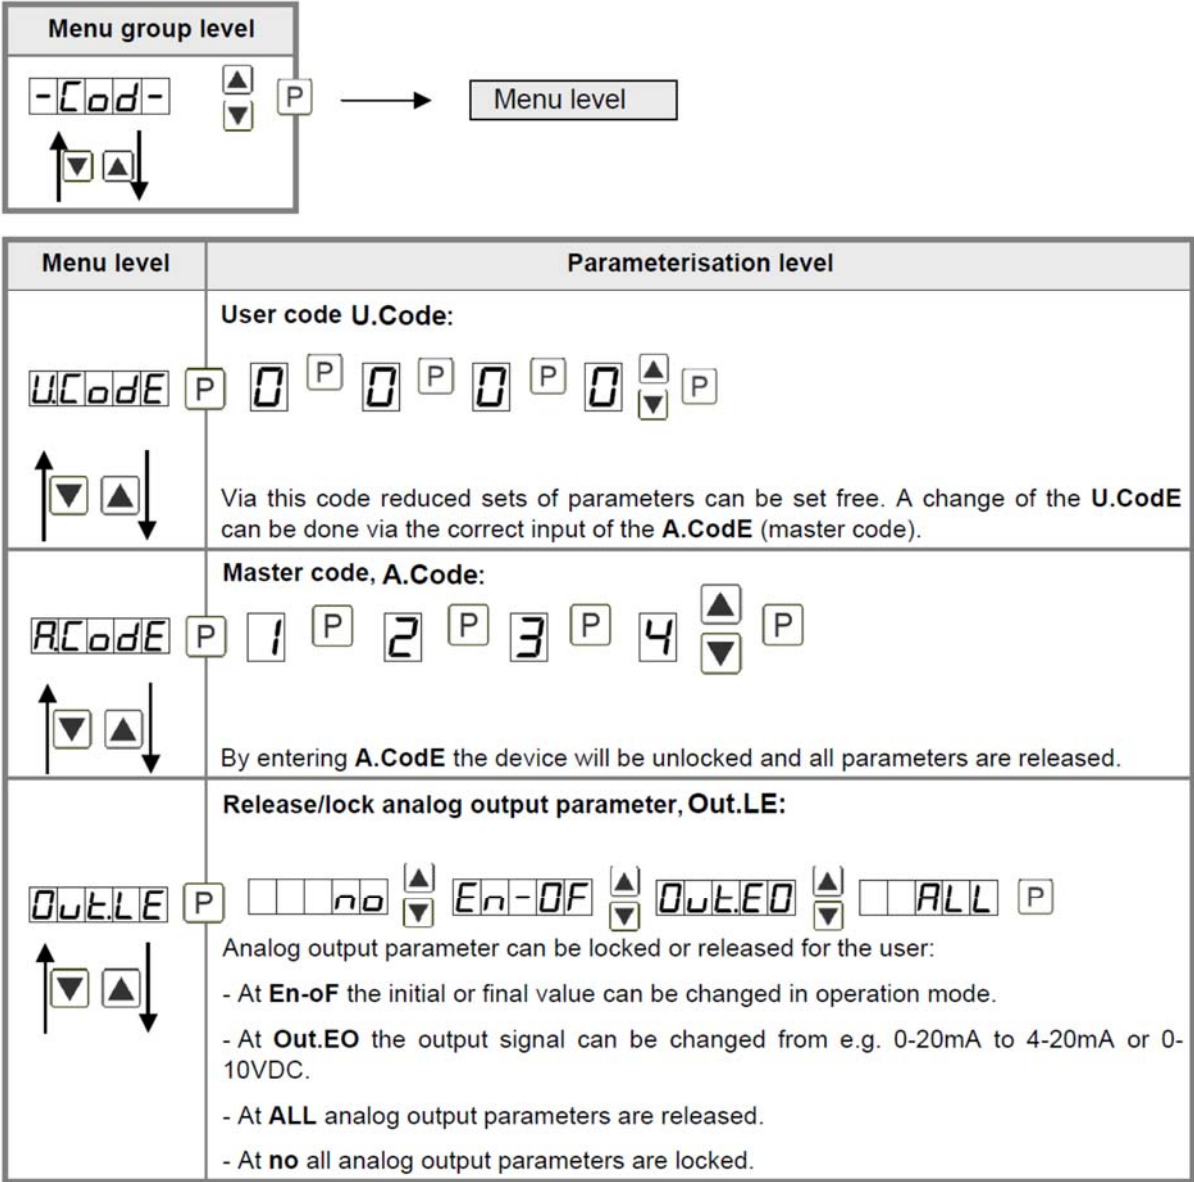 Menu group level
-Cod- P Menu level
Menu level Parameterisation level
User code U.Code:
U.CodE P 0 P 0 P 0 P 0 P
Via this code reduced sets of parameters can be set free. A change of the U.CodE
can be done via the correct input of the A.CodE (master code).
Master code, A.Code:
A.CodE P 1 P 2 P 3 P 4 P
By entering A.CodE the device will be unlocked and all parameters are released.
Release/lock analog output parameter, Out.LE:
Out.LE P no En-OF Out.EO ALL P
Analog output parameter can be locked or released for the user:
- At En-oF the initial or final value can be changed in operation mode.
- At Out.EO the output signal can be changed from e.g. 0-20mA to 4-20mA or 0-
10VDC.
- At ALL analog output parameters are released.
- At no all analog output parameters are locked.